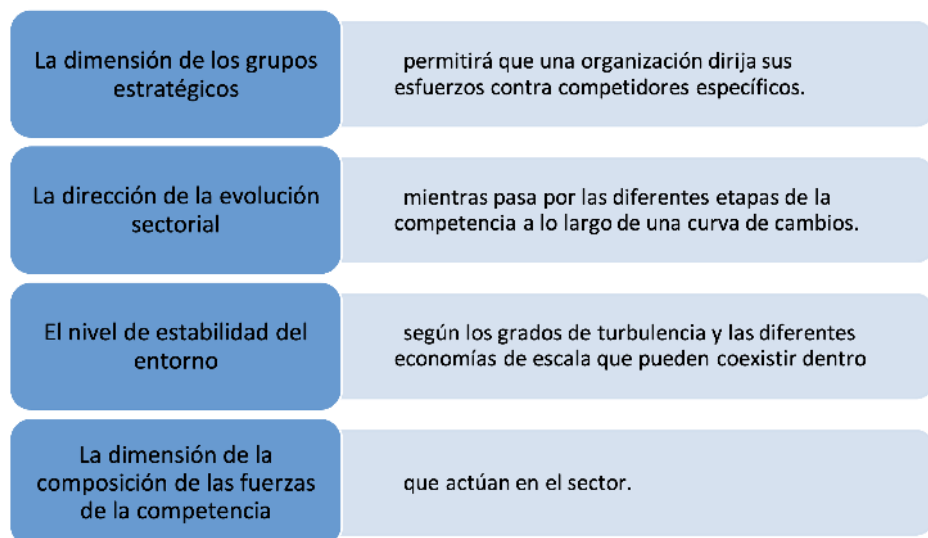 La dimensión de los grupos
estratégicos
permitirá que una organización dirija sus
esfuerzos contra competidores específicos.
La dirección de la evolución
sectorial
mientras pasa por las diferentes etapas de la
competencia a lo largo de una curva de cambios.
El nivel de estabilidad del
entorno
según los grados de turbulencia y las diferentes
economías de escala que pueden coexistir dentro
La dimensión de la
composición de las fuerzas
de la competencia
que actúan en el sector.